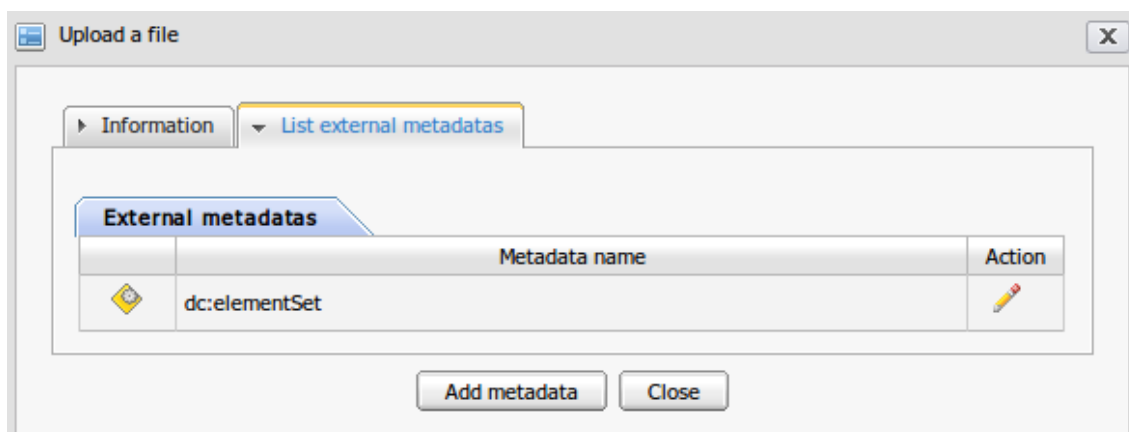 Upload a file
X
Information
List external metadatas
External metadatas
Metadata name Action
dc:elementSet
Add metadata Close